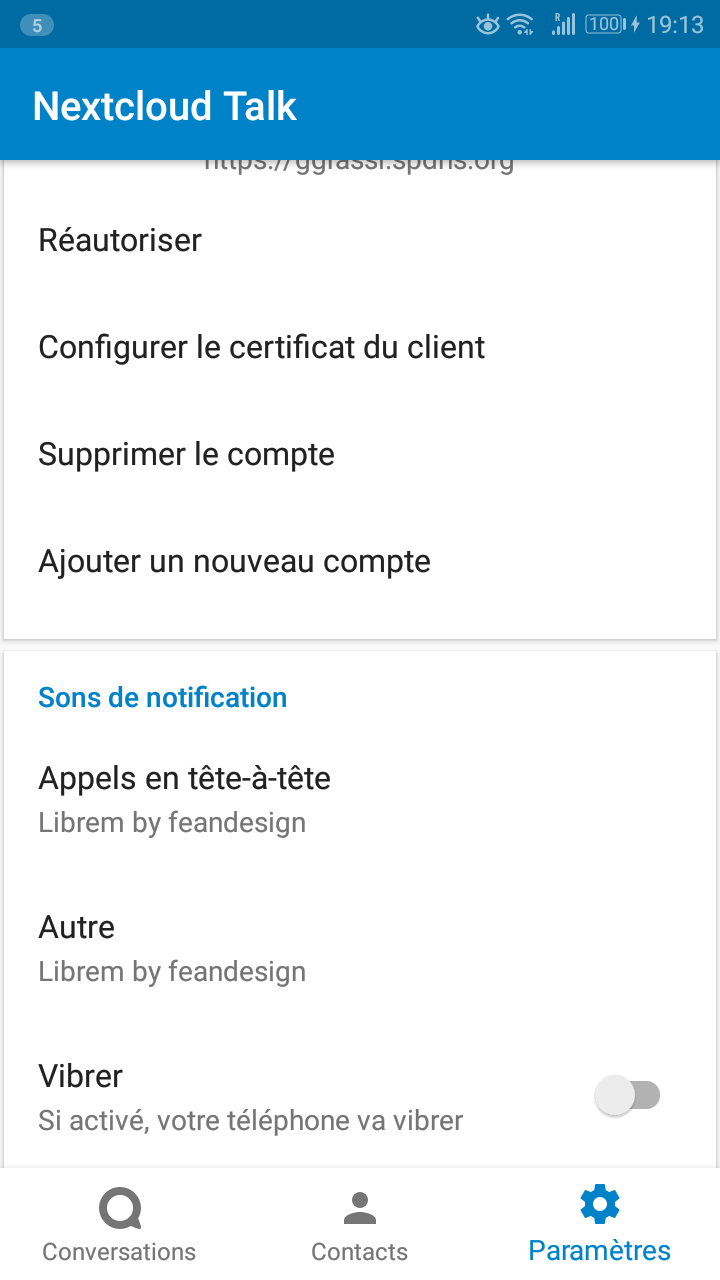 5
R
100
19:13
Nextcloud Talk
https://ggrassi.spdns.org
Réautoriser
Configurer le certificat du client
Supprimer le compte
Ajouter un nouveau compte
Sons de notification
Appels en tête-à-tête
Librem by feandesign
Autre
Librem by feandesign
Vibrer
Si activé, votre téléphone va vibrer
Conversations
Contacts
Paramètres